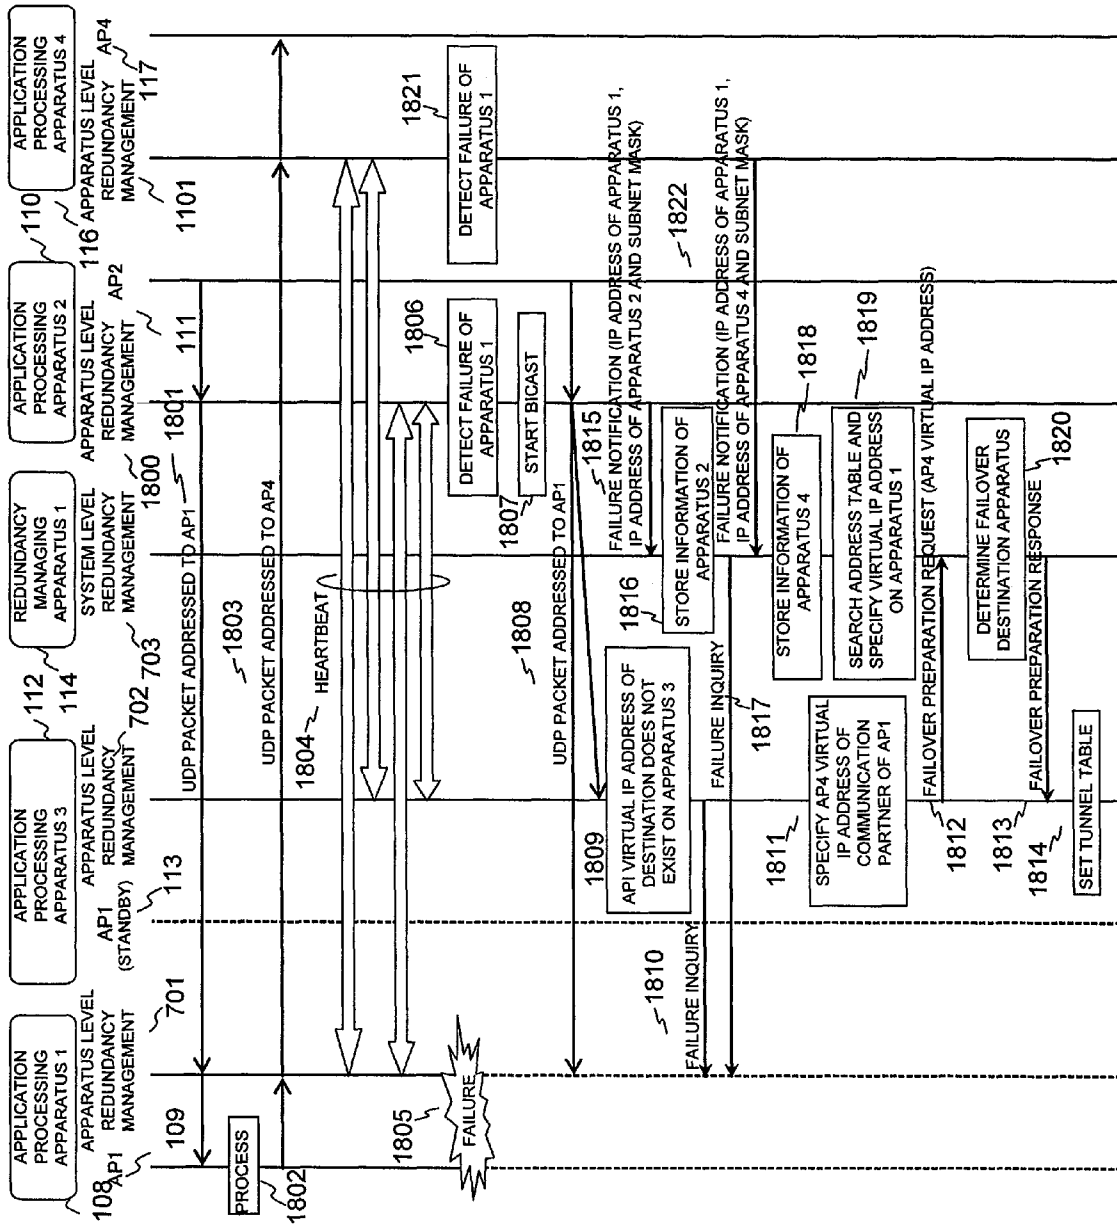 APPLICATION
PROCESSING
APPARATUS 1
108
AP1
109
APPARATUS LEVEL
REDUNDANCY
MANAGEMENT
701
APPLICATION
PROCESSING
APPARATUS 3
112
AP1
(STANDBY)
113
APPARATUS LEVEL
REDUNDANCY
MANAGEMENT
702
REDUNDANCY
MANAGING
APPARATUS 1
114
SYSTEM LEVEL
REDUNDANCY
MANAGEMENT
703
APPLICATION
PROCESSING
APPARATUS 2
110
APPARATUS LEVEL
REDUNDANCY
MANAGEMENT
1800
AP2
111
APPLICATION
PROCESSING
APPARATUS 4
116
APPARATUS LEVEL
REDUNDANCY
MANAGEMENT
1101
AP4
117
1801
UDP PACKET ADDRESSED TO AP1
PROCESS
1802
1803
UDP PACKET ADDRESSED TO AP4
1804
HEARTBEAT
1805
FAILURE
1806
DETECT FAILURE OF
APPARATUS 1
1821
DETECT FAILURE OF
APPARATUS 1
1807
START BICAST
1808
UDP PACKET ADDRESSED TO AP1
1809
API VIRTUAL IP ADDRESS OF
DESTINATION DOES NOT
EXIST ON APPARATUS 3
1815
FAILURE NOTIFICATION (IP ADDRESS OF APPARATUS 1,
IP ADDRESS OF APPARATUS 2 AND SUBNET MASK)
1816
STORE INFORMATION OF
APPARATUS 2
1810
FAILURE INQUIRY
FAILURE INQUIRY
1817
1822
FAILURE NOTIFICATION (IP ADDRESS OF APPARATUS 1,
IP ADDRESS OF APPARATUS 4 AND SUBNET MASK)
STORE INFORMATION OF
APPARATUS 4
1818
1811
SPECIFY AP4 VIRTUAL
IP ADDRESS OF
COMMUNICATION
PARTNER OF AP1
SEARCH ADDRESS TABLE AND
SPECIFY VIRTUAL IP ADDRESS
ON APPARATUS 1
1819
FAILOVER PREPARATION REQUEST (AP4 VIRTUAL IP ADDRESS)
1812
DETERMINE FAILOVER
DESTINATION APPARATUS
1820
1813
FAILOVER PREPARATION RESPONSE
1814
SET TUNNEL TABLE